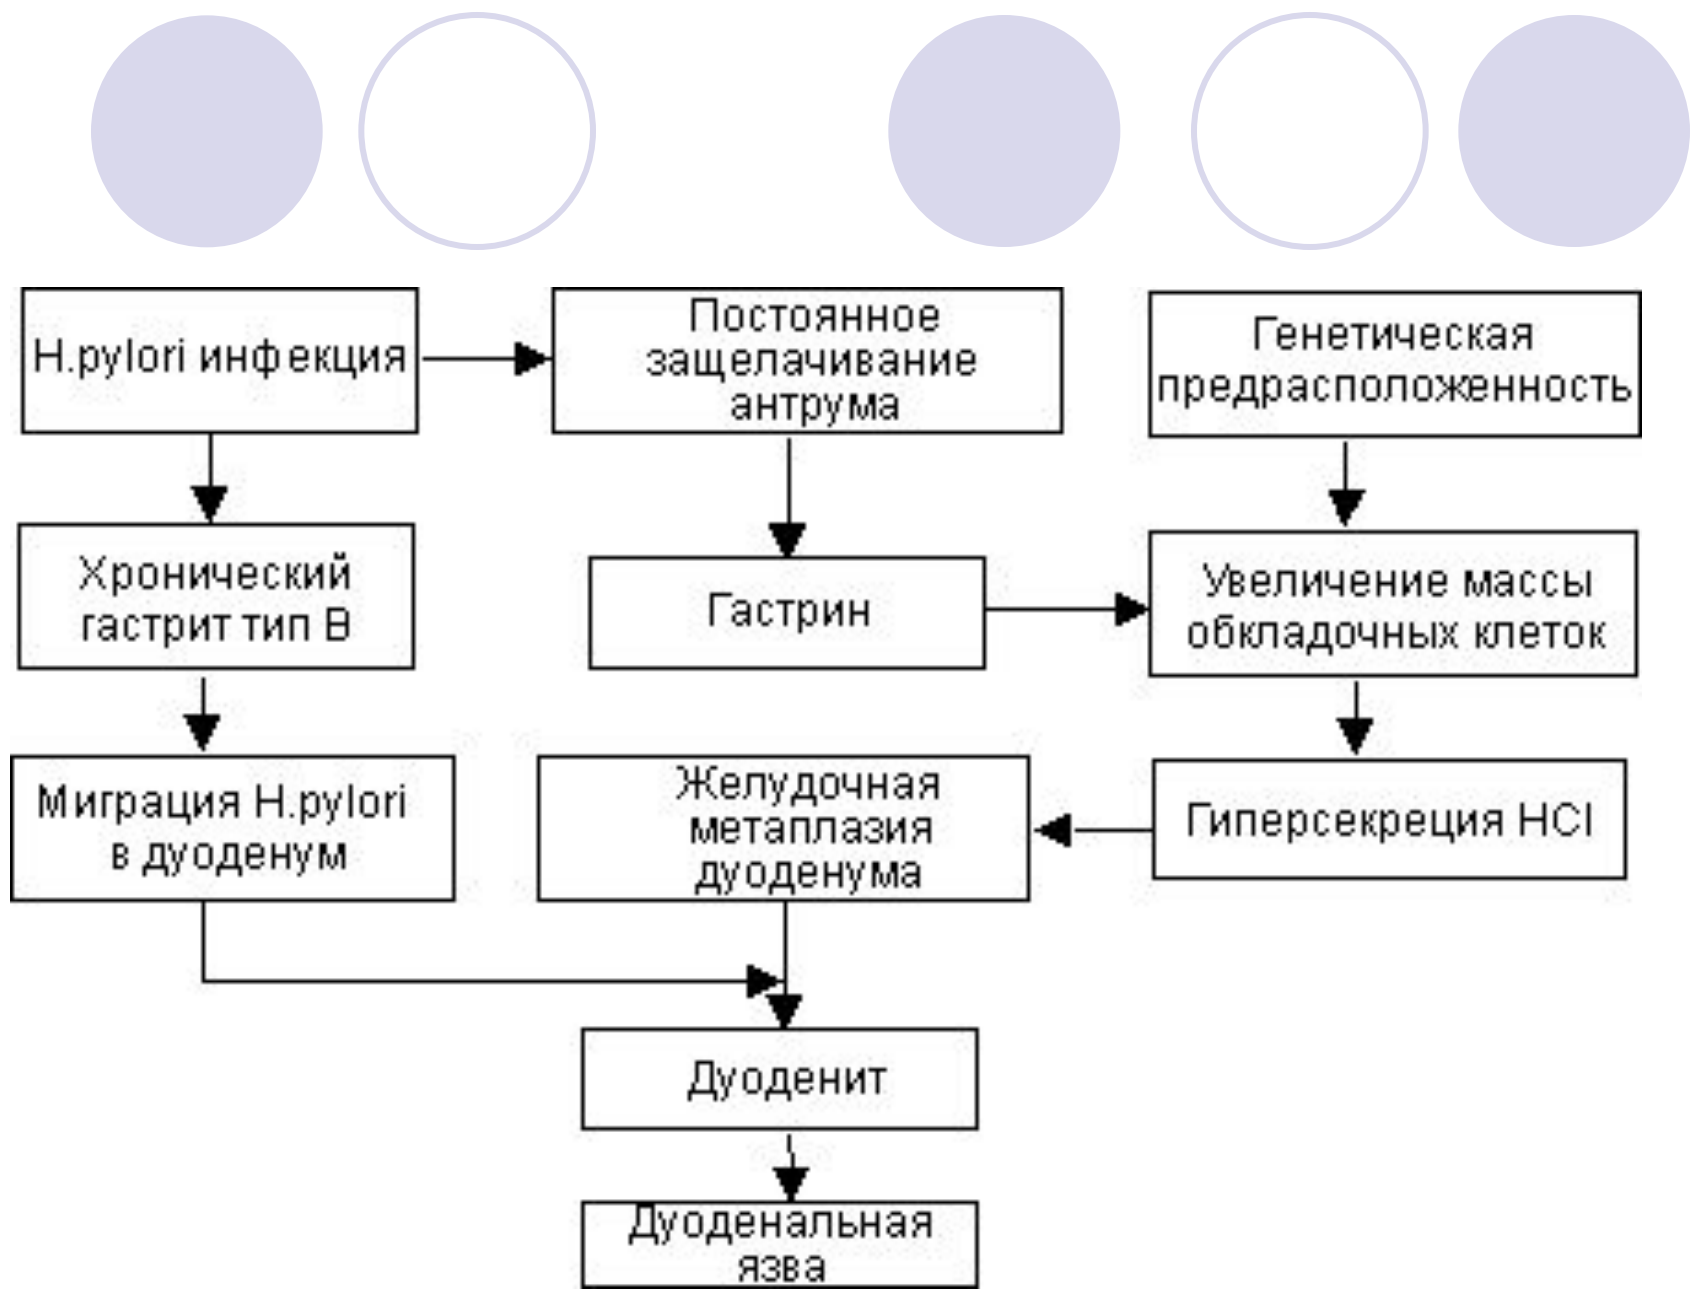 H.pylori инфекция
Постоянное
защелачивание
антрума
Генетическая
предрасположенность
Хронический
гастрит тип B
Гастрин
Увеличение массы
обкладочных клеток
Миграция H.pylori
в дуоденум
Желудочная
метаплазия
дуоденума
Гиперсекреция HCl
Дуоденит
Дуоденальная
язва